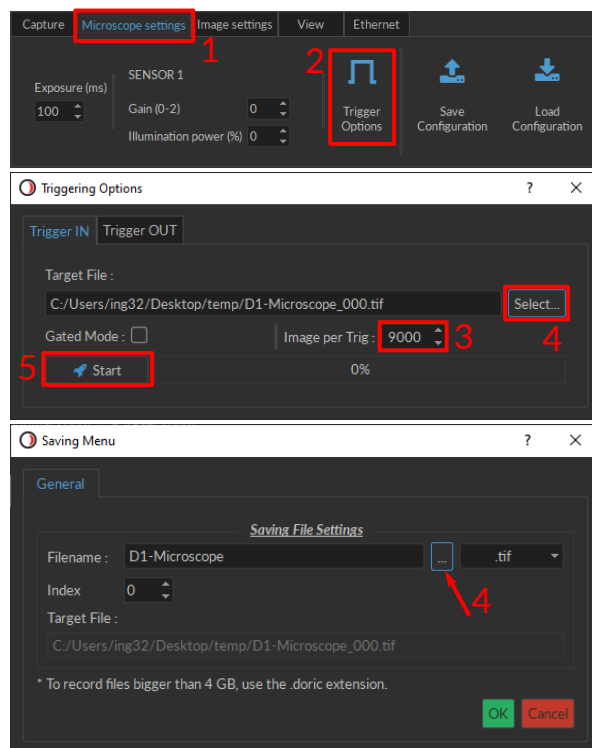 Capture Microscope settings Image settings View Ethernet
1
SENSOR 1
2
Exposure (ms)
100
Gain (0-2) 0
Illumination power (%) 0
Trigger
Options
Save
Configuration
Load
Configuration
Triggering Options ? X
Trigger IN Trigger OUT
Target File :
C:/Users/ing32/Desktop/temp/D1-Microscope_000.tif Select...
Gated Mode : Image per Trig : 9000 3 4
5 Start 0%
Saving Menu ? X
General
Saving File Settings
Filename : D1-Microscope ... .tif
Index 0 4
Target File :
C:/Users/ing32/Desktop/temp/D1-Microscope_000.tif
* To record files bigger than 4 GB, use the .doric extension.
OK Cancel